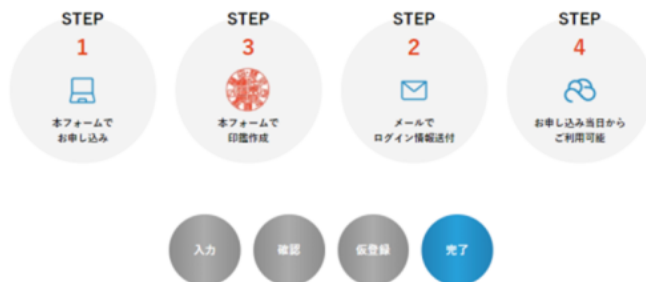 STEP
1
本フォームで
お申し込み
STEP
3
本フォームで
印鑑作成
STEP
2
メールで
ログイン情報送付
STEP
4
お申し込み当日から
ご利用可能
入力
確認
仮登録
完了